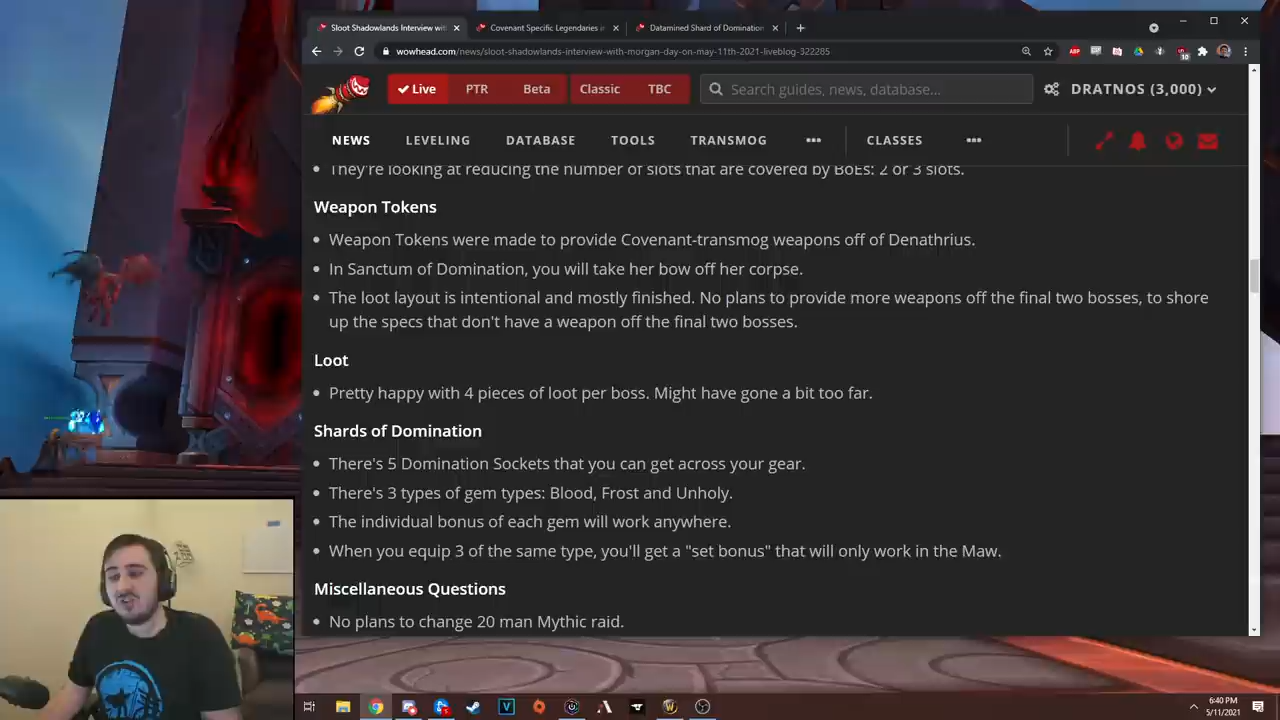 Sloot Shadowlands Interview with
Covenant Specific Legendaries i
Datamined Shard of Domination
wowhead.com/news/sloot-shadowlands-interview-with-morgan-day-on-may-11th-2021-liveblog-322285
ABP
10
Live
PTR
Beta
Classic
TBC
Search guides, news, database...
DRATNOS (3,000)
NEWS
LEVELING
DATABASE
TOOLS
TRANSMOG
CLASSES
They're looking at reducing the number of slots that are covered by BoEs: 2 or 3 slots.
Weapon Tokens
Weapon Tokens were made to provide Covenant-transmog weapons off of Denathrius.
In Sanctum of Domination, you will take her bow off her corpse.
The loot layout is intentional and mostly finished. No plans to provide more weapons off the final two bosses, to shore
up the specs that don't have a weapon off the final two bosses.
Loot
Pretty happy with 4 pieces of loot per boss. Might have gone a bit too far.
Shards of Domination
There's 5 Domination Sockets that you can get across your gear.
There's 3 types of gem types: Blood, Frost and Unholy.
The individual bonus of each gem will work anywhere.
When you equip 3 of the same type, you'll get a "set bonus" that will only work in the Maw.
Miscellaneous Questions
No plans to change 20 man Mythic raid.
6:40 PM
5/11/2021